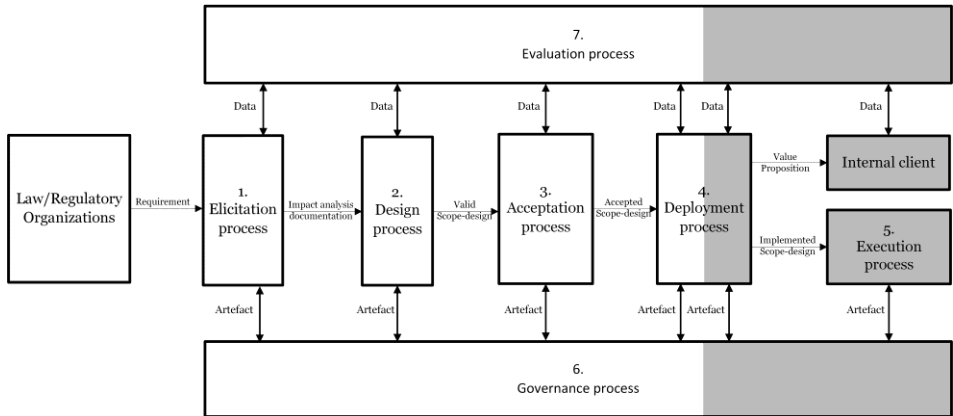 7.
Evaluation process
Data
Data
Data
Data
Data
Data
Law/Regulatory
Organizations
Requirement
1.
Elicitation
process
Impact analysis
documentation
2.
Design
process
Valid
Scope-design
3.
Acceptation
process
Accepted
Scope-design
4.
Deployment
process
Value
Proposition
Internal client
Implemented
Scope-design
5.
Execution
process
Artefact
Artefact
Artefact
Artefact
Artefact
Artefact
6.
Governance process